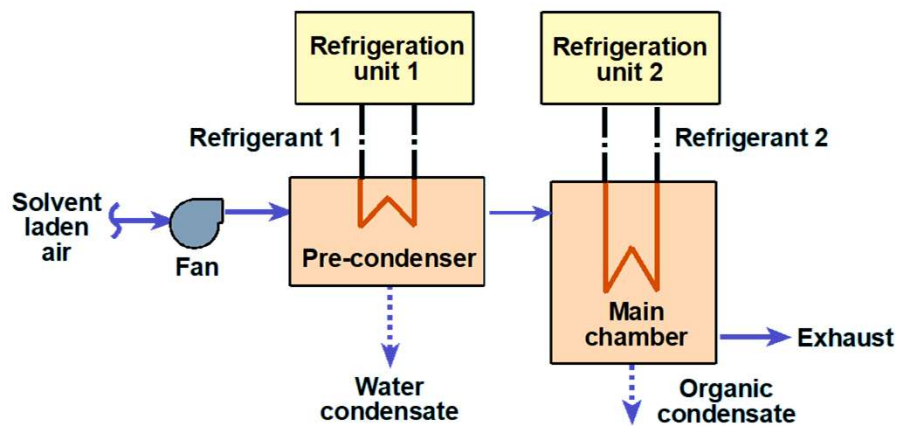 Refrigeration
unit 1
Refrigeration
unit 2
Refrigerant 1
Refrigerant 2
Solvent
laden
air
Fan
Pre-condenser
Main
chamber
Exhaust
Water
condensate
Organic
condensate